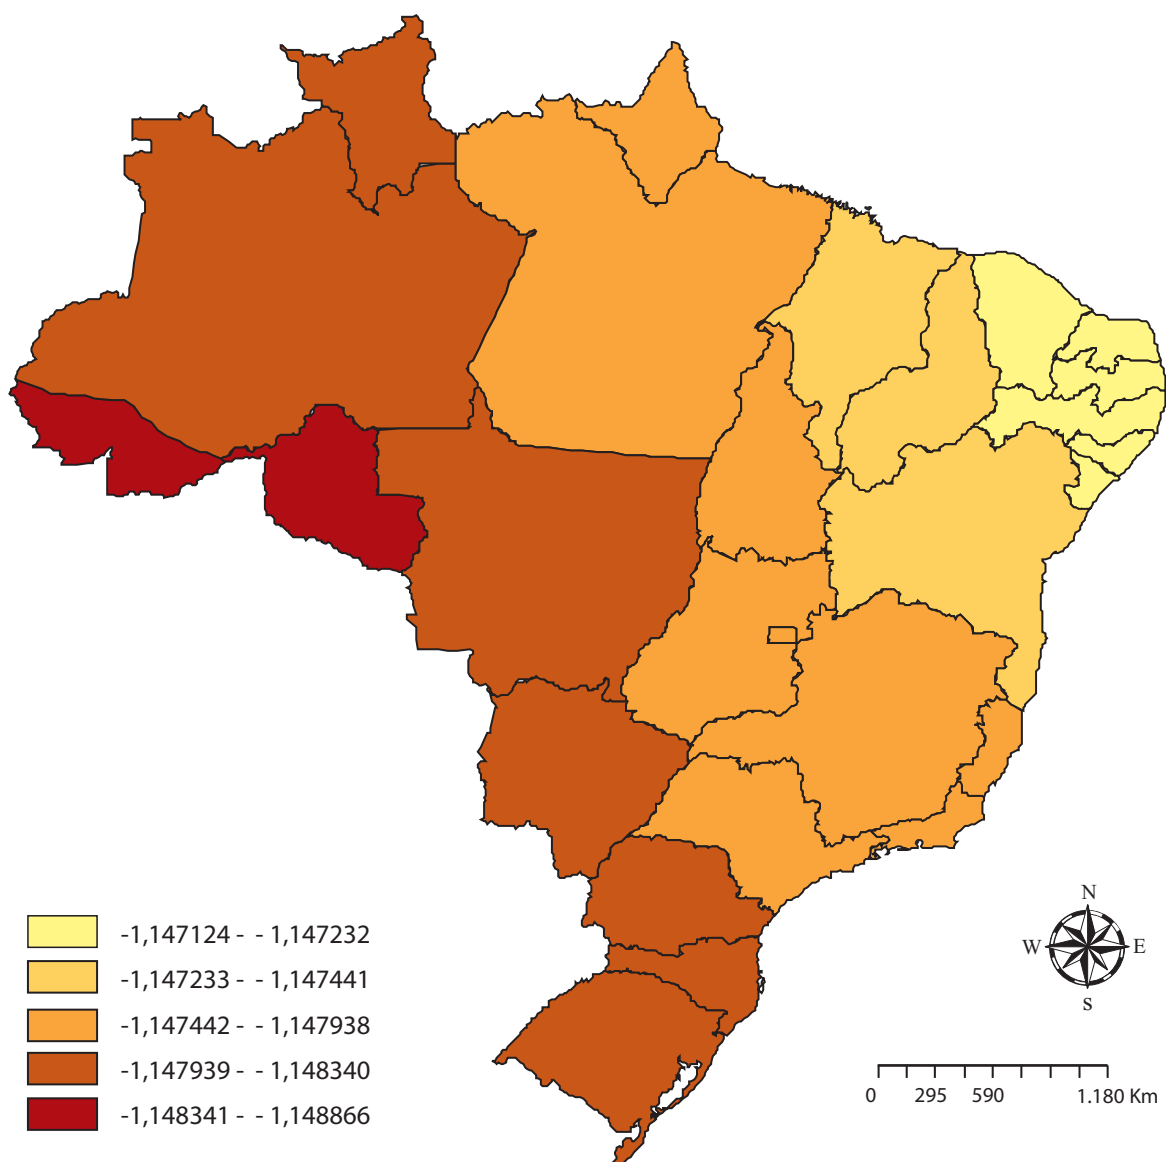 -1,147124 - - 1,147232
-1,147233 - - 1,147441
-1,147442 - - 1,147938
-1,147939 - - 1,148340
-1,148341 - - 1,148866
N
W E
S
0 295 590 1.180 Km